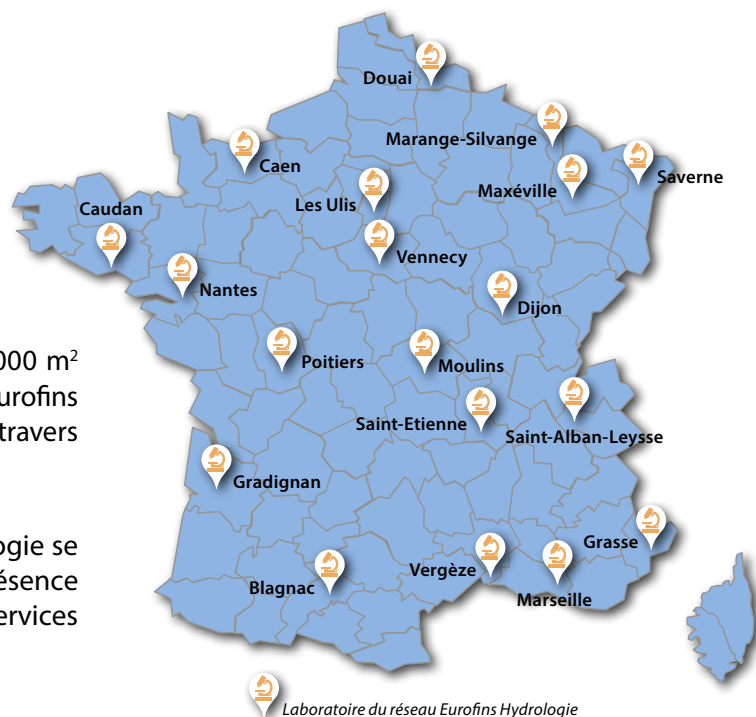 Douai
Marange-Silvange
Caen
Saverne
Maxéville
Les Ulis
Caudan
Vennecy
Nantes
Dijon
000 m²
Poitiers
Moulins
urofins
travers
Saint-Etienne
Saint-Alban-Leysse
Gradignan
ogie se
Grasse
ésence
Vergèze
Blagnac
Marseille
ervices
Laboratoire du réseau Eurofins Hydrologie